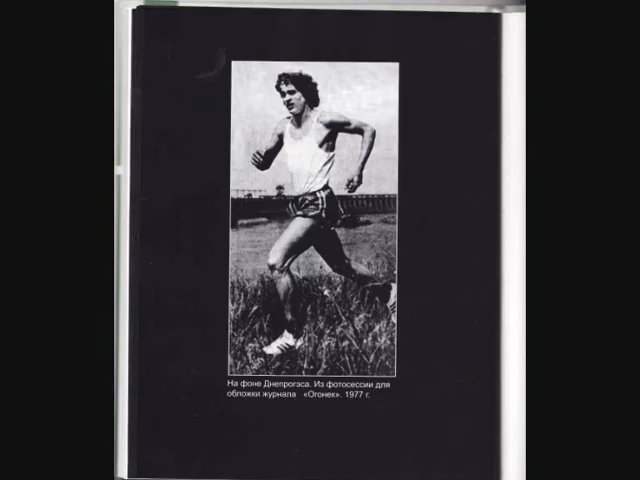 На фоне Днепрогэса. Из фотосессии для
обложки журнала «Огонек». 1977 г.